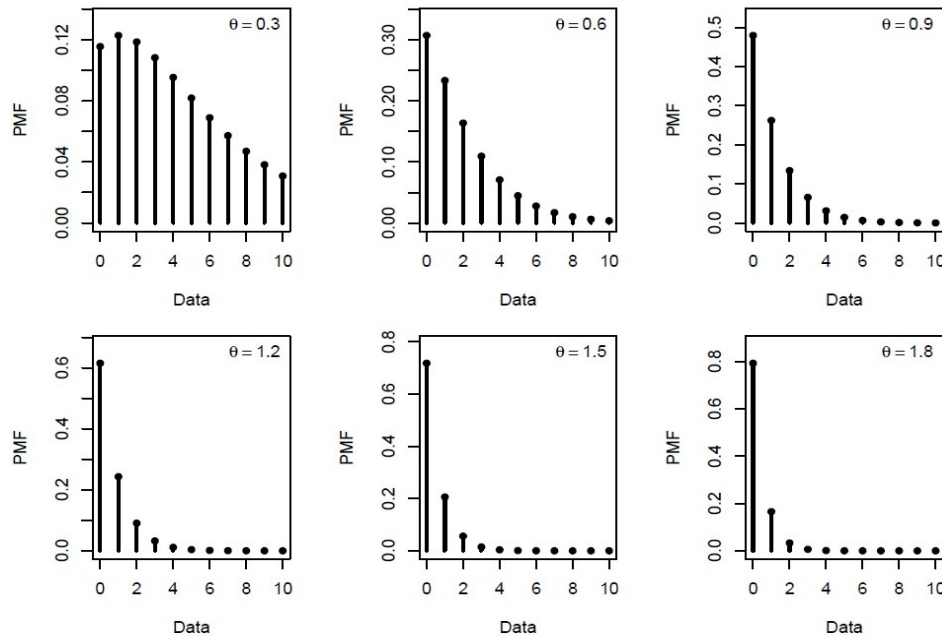 θ = 0.3
PMF
0.00 0.04 0.08 0.12
0 2 4 6 8 10
Data
θ = 0.6
PMF
0.00 0.10 0.20 0.30
0 2 4 6 8 10
Data
θ = 0.9
PMF
0.0 0.1 0.2 0.3 0.4 0.5
0 2 4 6 8 10
Data
θ = 1.2
PMF
0.0 0.2 0.4 0.6
0 2 4 6 8 10
Data
θ = 1.5
PMF
0.0 0.2 0.4 0.6 0.8
0 2 4 6 8 10
Data
θ = 1.8
PMF
0.0 0.2 0.4 0.6 0.8
0 2 4 6 8 10
Data